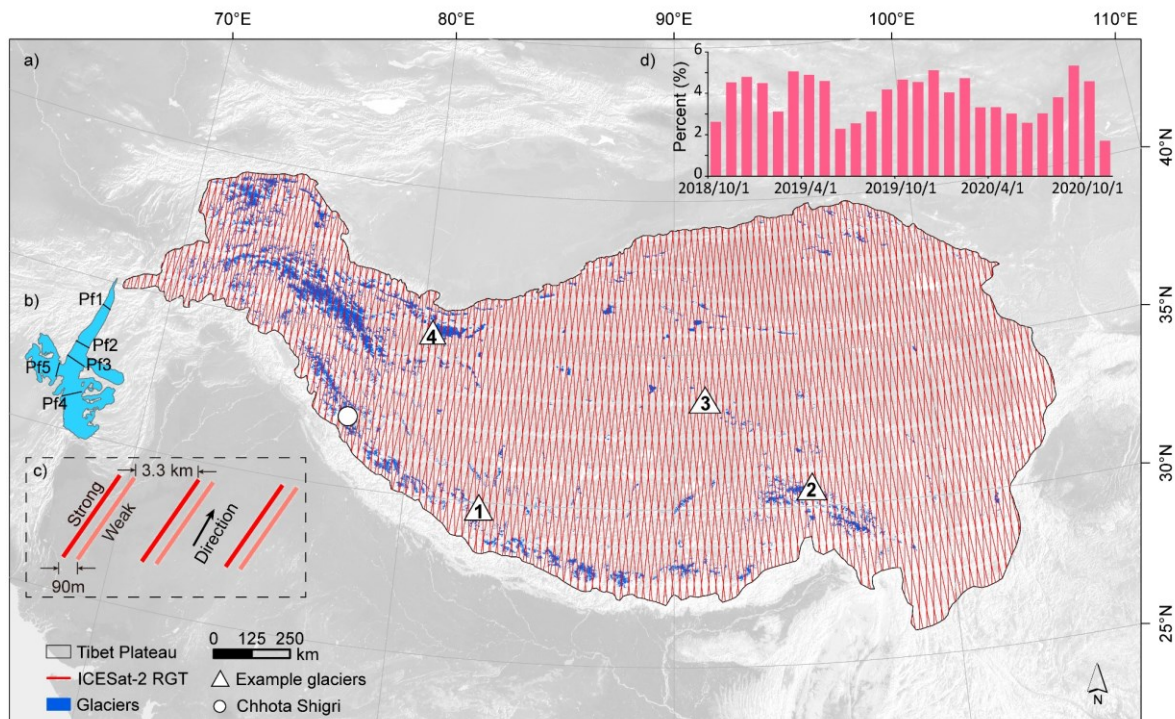 70°E 80°E 90°E 100°E 110°E
a)
d)
Percent (%)
6
4
2
0
2018/10/1 2019/4/1 2019/10/1 2020/4/1 2020/10/1
40°N
35°N
30°N
25°N
b)
Pf1
Pf2
Pf3
Pf5
Pf4
4
3
2
1
c)
3.3 km
Strong
Weak
Direction
90m
Tibet Plateau
ICESat-2 RGT
Glaciers
0 125 250
km
Example glaciers
Chhota Shigri
N